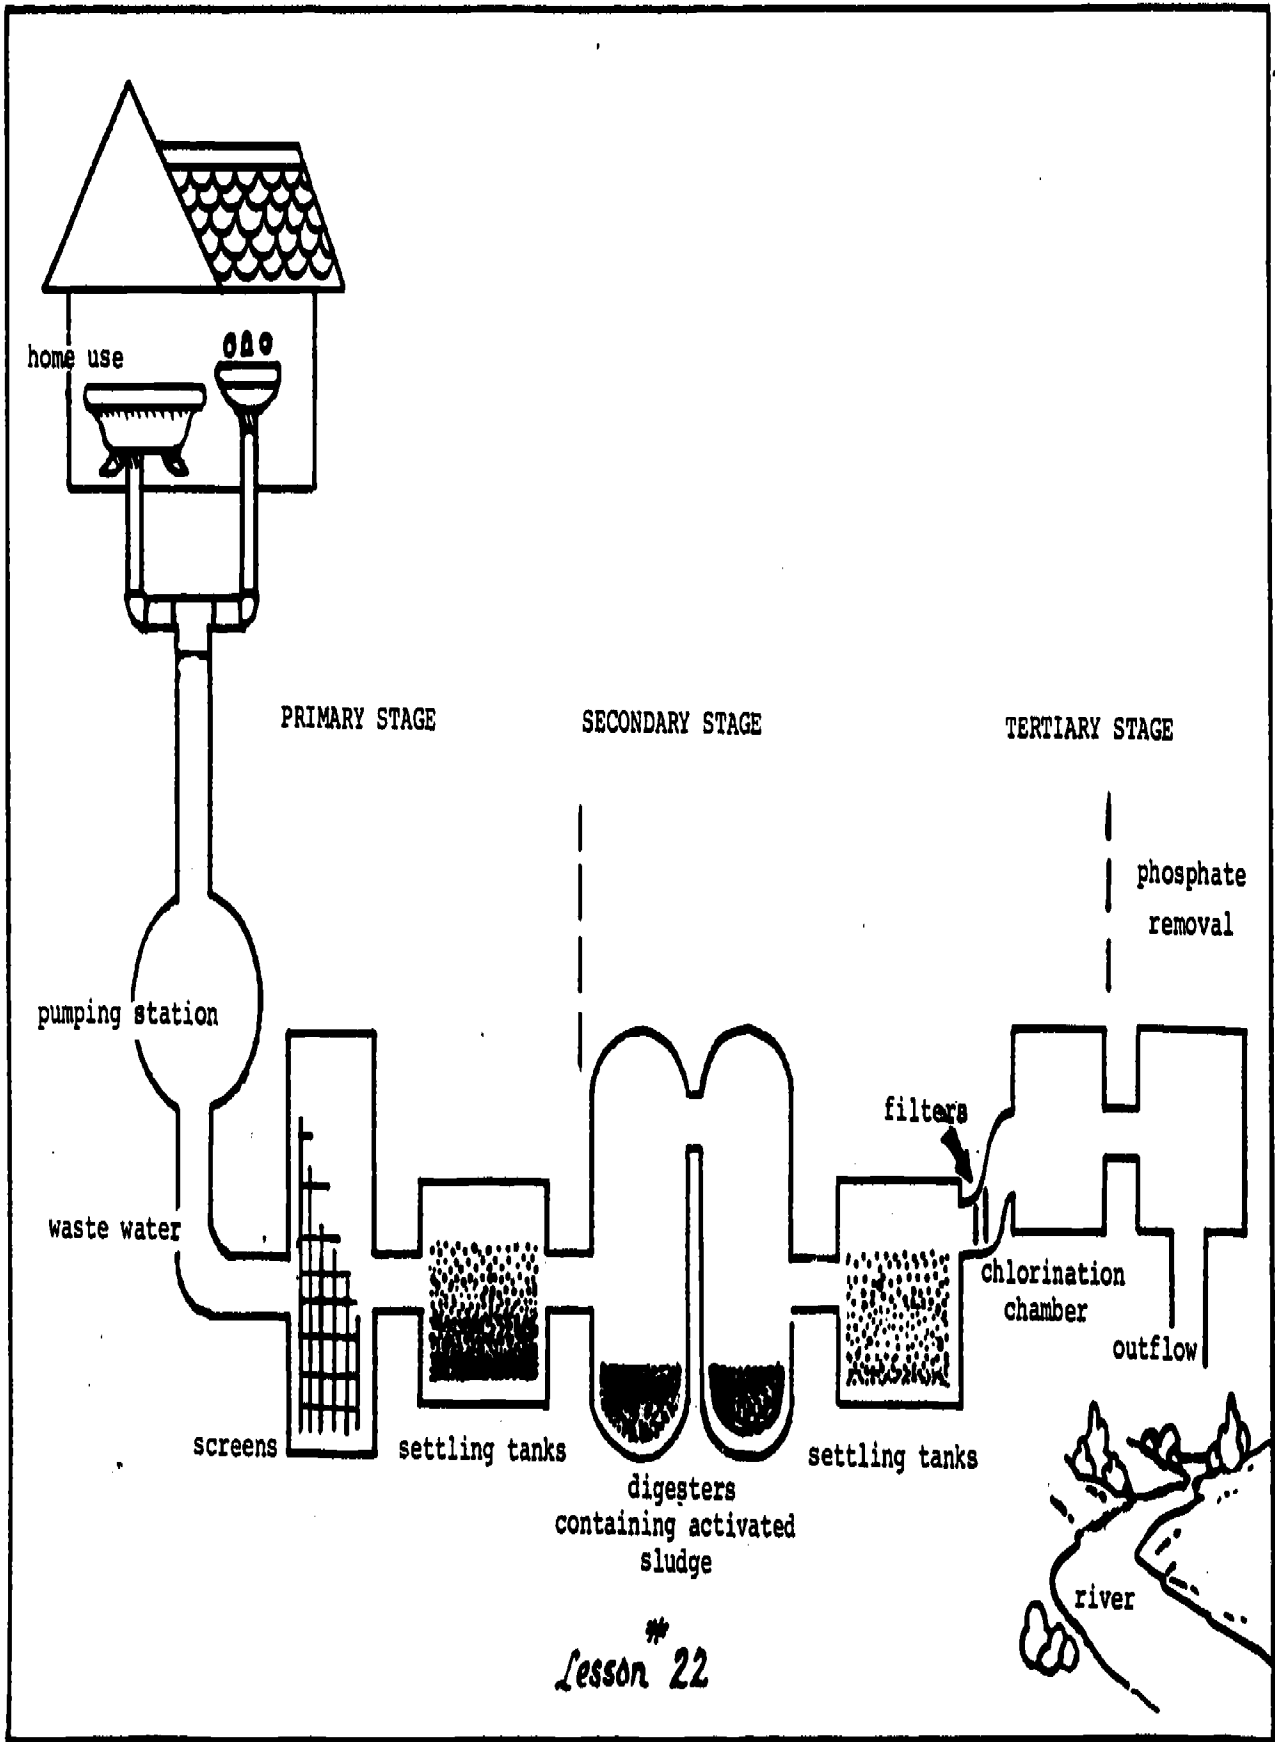 home use
PRIMARY STAGE
SECONDARY STAGE
TERTIARY STAGE
phosphate
removal
pumping station
filters
waste water
chlorination
chamber
outflow
screens
settling tanks
digesters
containing activated
sludge
settling tanks
river
Lesson # 22